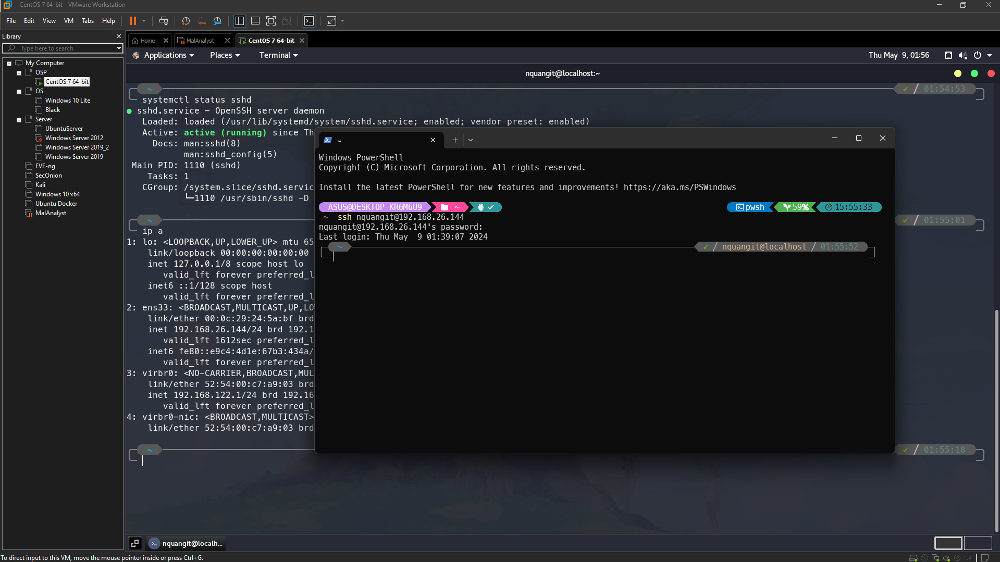 CentOS 7 64-bit - VMware Workstation
File Edit View VM Tabs Help
Library
Type here to search
My Computer
OSP
CentOS 7 64-bit
OS
Windows 10 Lite
Black
Server
UbuntuServer
Windows Server 2012
Windows Server 2019_2
Windows Server 2019
EVE-ng
SecOnion
Kali
Windows 10 x64
Ubuntu Docker
MalAnalyst
Home MalAnalyst CentOS 7 64-bit
Applications Places Terminal Thu May 9, 01:56
nquangit@localhost:~
~ ✔ / 01:54:53
systemctl status sshd
● sshd.service - OpenSSH server daemon
Loaded: loaded (/usr/lib/systemd/system/sshd.service; enabled; vendor preset: enabled)
Active: active (running) since Th
Docs: man:sshd(8)
man:sshd_config(5)
Main PID: 1110 (sshd)
Tasks: 1
CGroup: /system.slice/sshd.servic
└─1110 /usr/sbin/sshd -D
~ ✔ / 01:55:01
ip a
1: lo: <LOOPBACK,UP,LOWER_UP> mtu 65
link/loopback 00:00:00:00:00:00
inet 127.0.0.1/8 scope host lo
valid_lft forever preferred_l
inet6 ::1/128 scope host
valid_lft forever preferred_l
2: ens33: <BROADCAST,MULTICAST,UP,LO
link/ether 00:0c:29:24:5a:bf brd
inet 192.168.26.144/24 brd 192.1
valid_lft 1612sec preferred_l
inet6 fe80::e9c4:4d1e:67b3:434a/
valid_lft forever preferred_l
3: virbr0: <NO-CARRIER,BROADCAST,MUL
link/ether 52:54:00:c7:a9:03 brd
inet 192.168.122.1/24 brd 192.16
valid_lft forever preferred_l
4: virbr0-nic: <BROADCAST,MULTICAST>
link/ether 52:54:00:c7:a9:03 brd
~ ✔ / 01:55:18
~
Windows PowerShell
Copyright (C) Microsoft Corporation. All rights reserved.
Install the latest PowerShell for new features and improvements! https://aka.ms/PSWindows
ASUS@DESKTOP-KR6M6U9 ~ ✓ pwsh 59% 15:55:33
~ ssh nquangit@192.168.26.144
nquangit@192.168.26.144's password:
Last login: Thu May  9 01:39:07 2024
~ ✔ / nquangit@localhost / 01:55:52
nquangit@localh...
To direct input to this VM, move the mouse pointer inside or press Ctrl+G.